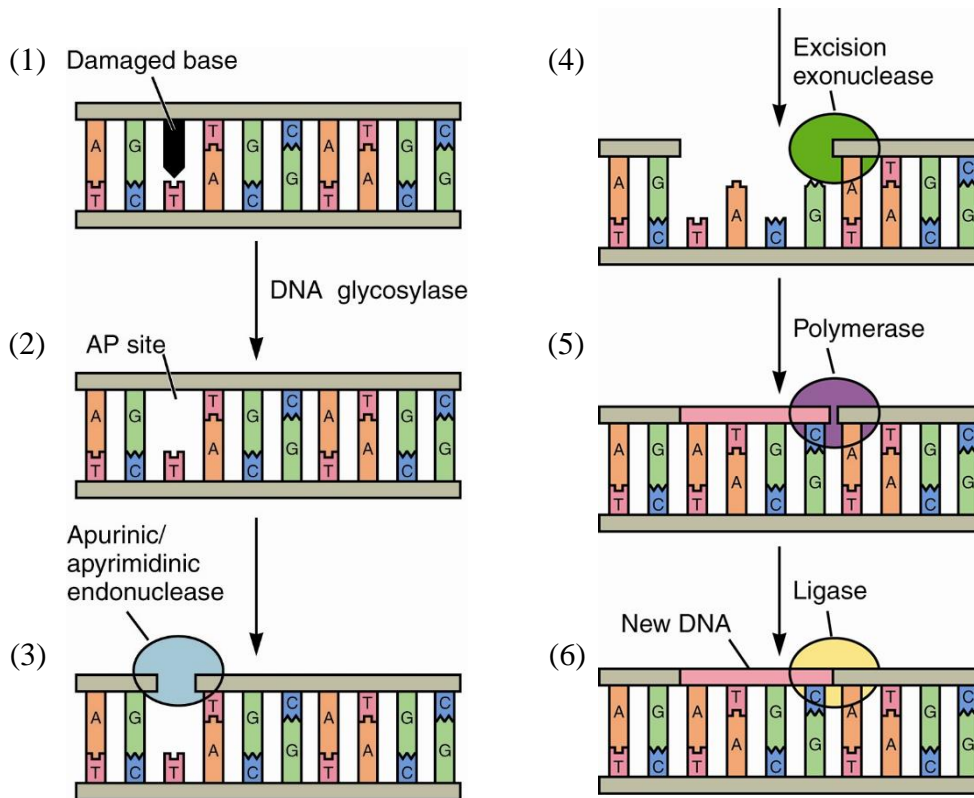 (1)
Damaged base
A G T G C A T G C
T C T A C G T A C G
DNA glycosylase
(2)
AP site
A G T G C A T G C
T C T A C G T A C G
Apurinic/
apyrimidinic
endonuclease
(3)
A G T G C A T G C
T C T A C G T A C G
(4)
Excision
exonuclease
A G A T G C
T C T A C G T A C G
(5)
Polymerase
A G A T G C A T G C
T C T A C G T A C G
Ligase
New DNA
(6)
A G A T G C A T G C
T C T A C G T A C G